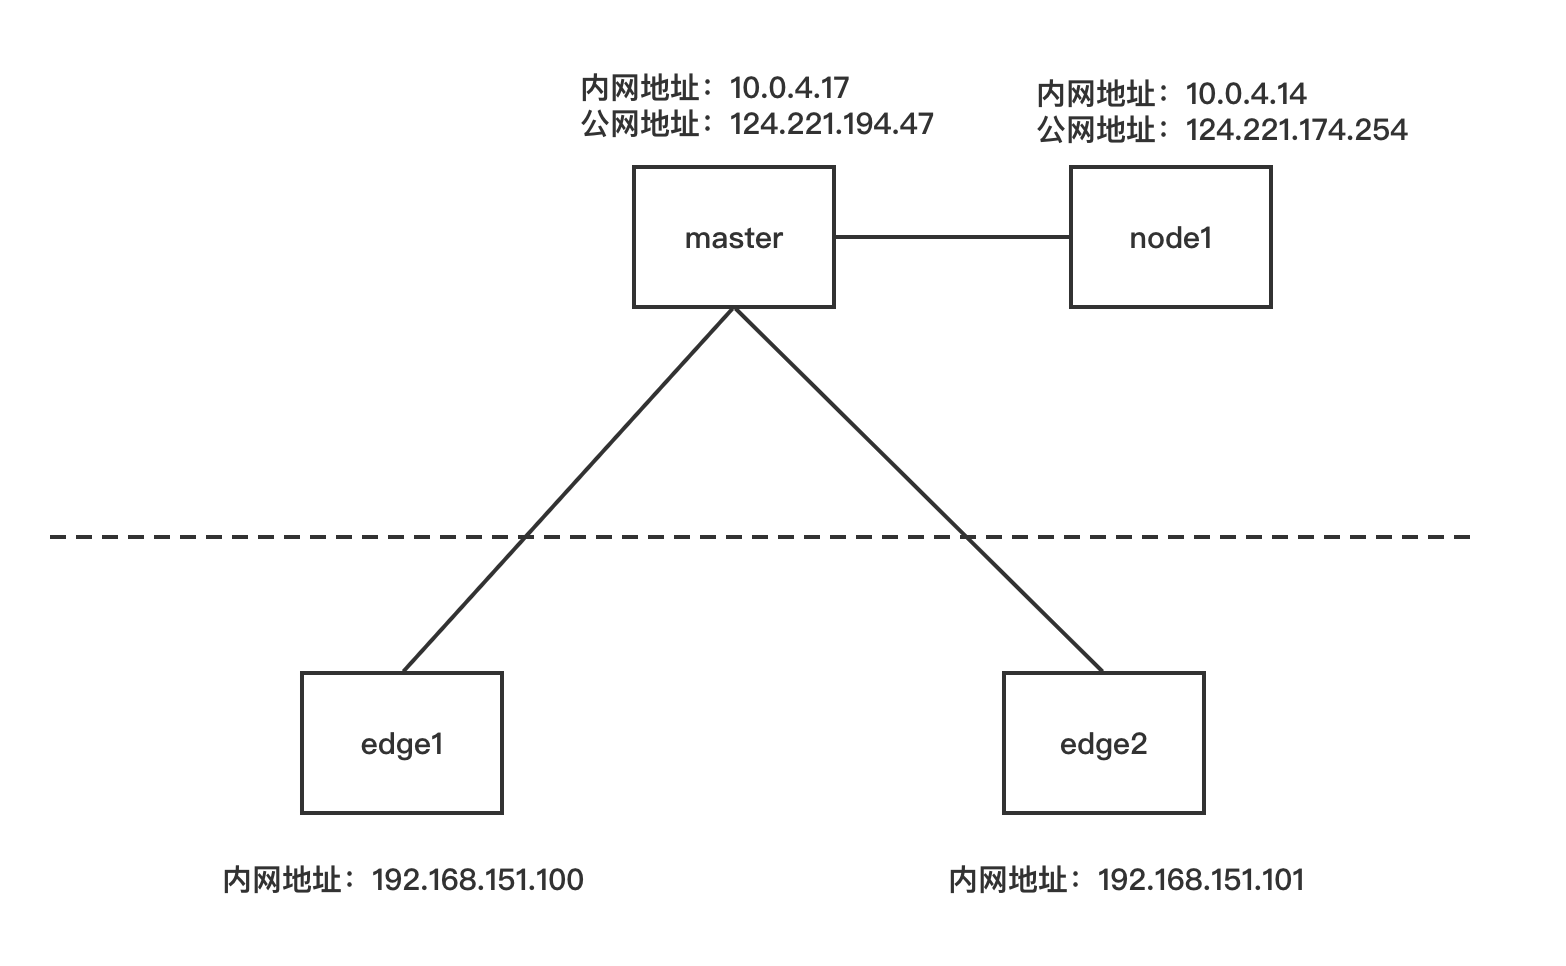 内网地址：10.0.4.17
公网地址：124.221.194.47
内网地址：10.0.4.14
公网地址：124.221.174.254
master
node1
edge1
edge2
内网地址：192.168.151.100
内网地址：192.168.151.101